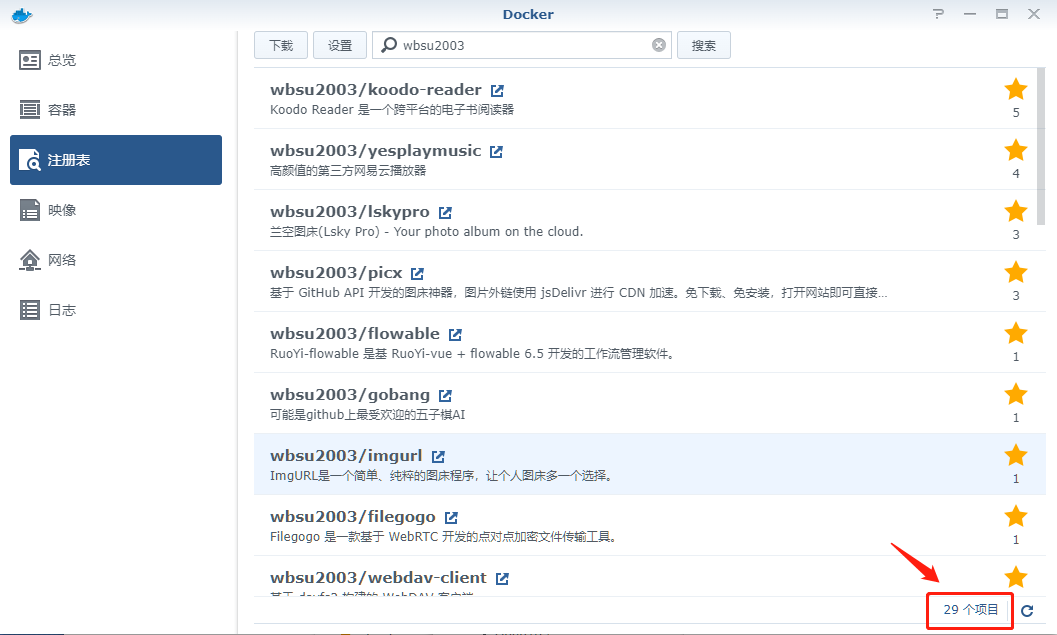 Docker
总览
容器
注册表
映像
网络
日志
下载 设置 wbsu2003 搜索
wbsu2003/koodo-reader
Koodo Reader 是一个跨平台的电子书阅读器
5
wbsu2003/yesplaymusic
高颜值的第三方网易云播放器
4
wbsu2003/lskypro
兰空图床(Lsky Pro) - Your photo album on the cloud.
3
wbsu2003/picx
基于 GitHub API 开发的图床神器，图片外链使用 jsDelivr 进行 CDN 加速。免下载、免安装，打开网站即可直接...
3
wbsu2003/flowable
RuoYi-flowable 是基 RuoYi-vue + flowable 6.5 开发的工作流管理软件。
1
wbsu2003/gobang
可能是github上最受欢迎的五子棋AI
1
wbsu2003/imgurl
ImgURL是一个简单、纯粹的图床程序，让个人图床多一个选择。
1
wbsu2003/filegogo
Filegogo 是一款基于 WebRTC 开发的点对点加密文件传输工具。
1
wbsu2003/webdav-client
基于 davfs2 构建的 WebDAV 客户端
29 个项目